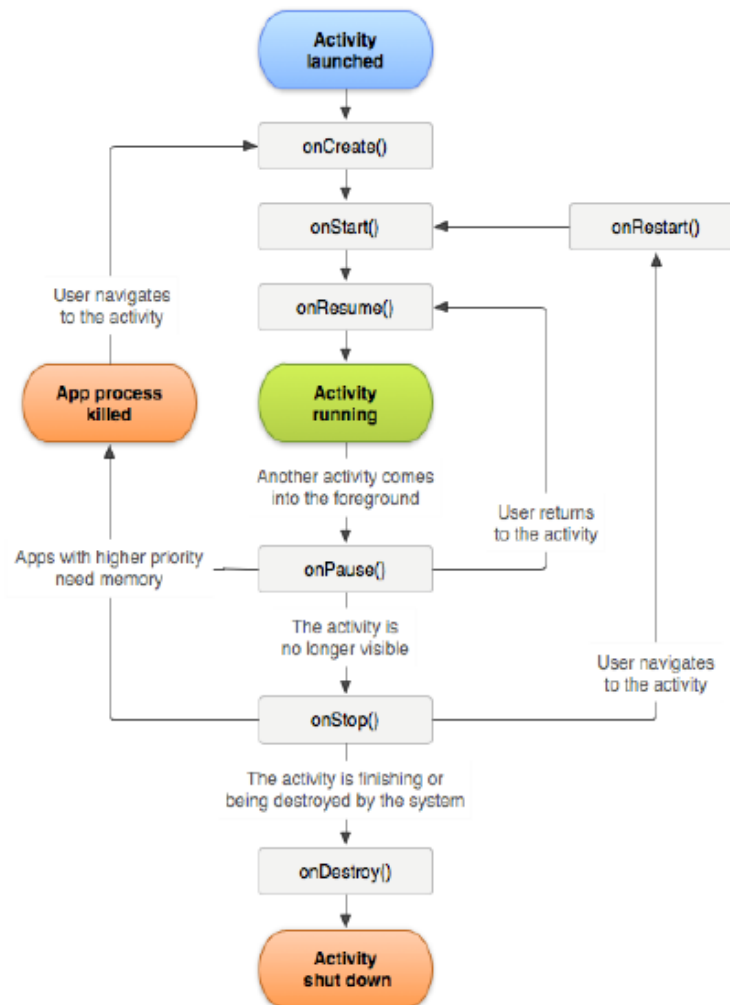 Activity
launched
onCreate()
onStart()
onRestart()
User navigates
to the activity
onResume()
App process
killed
Activity
running
Another activity comes
into the foreground
User returns
to the activity
Apps with higher priority
need memory
onPause()
The activity is
no longer visible
User navigates
to the activity
onStop()
The activity is finishing or
being destroyed by the system
onDestroy()
Activity
shut down